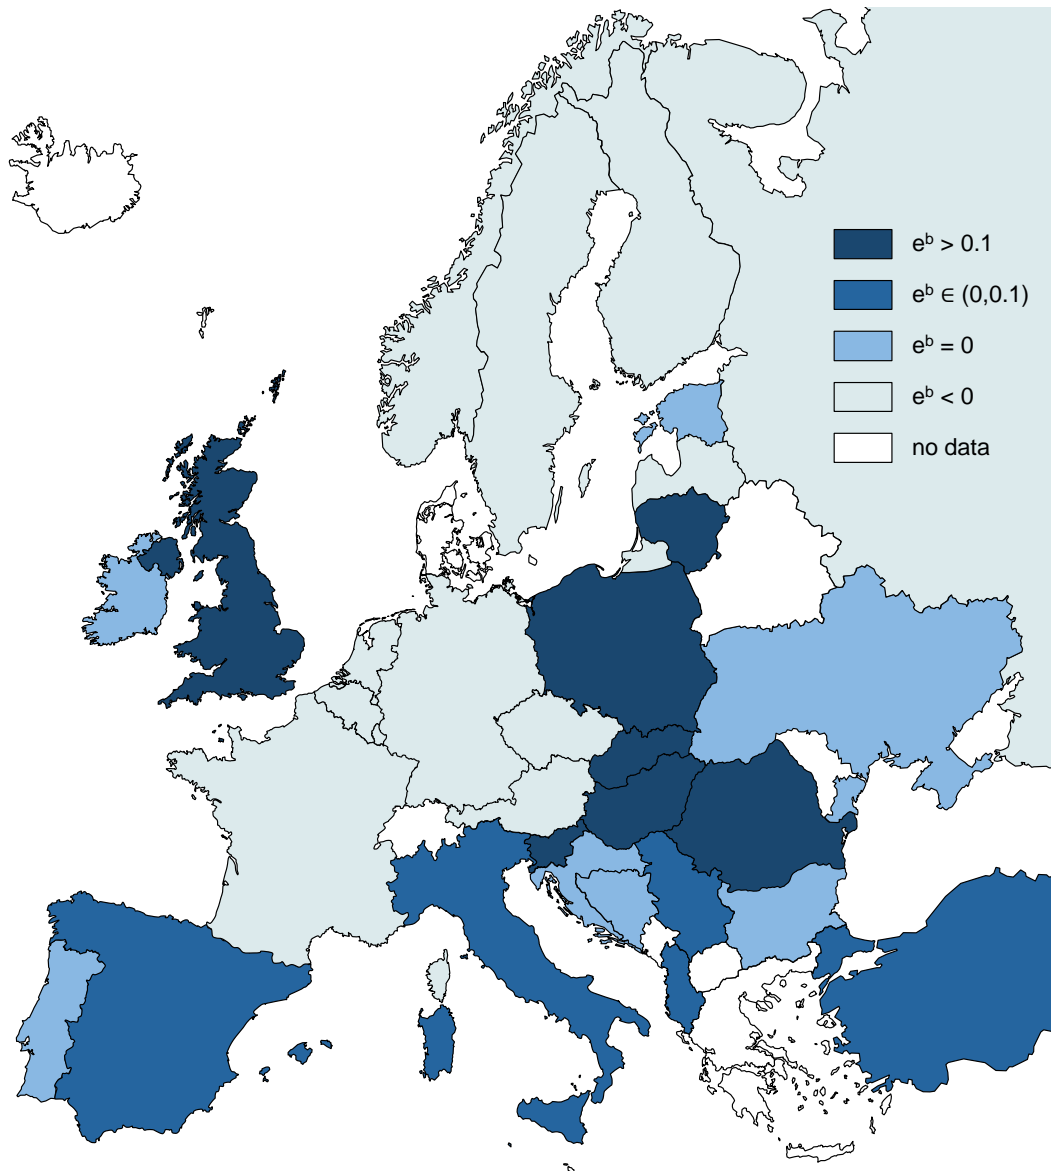 eᵇ > 0.1
eᵇ ∈ (0,0.1)
eᵇ = 0
eᵇ < 0
no data